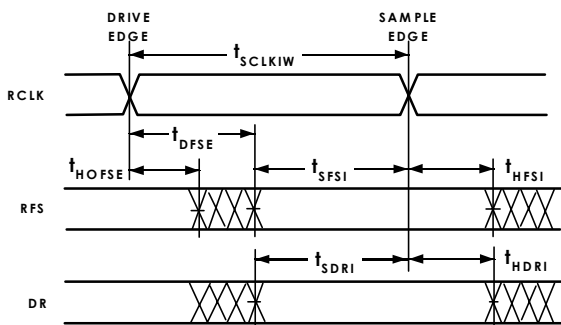 DRIVE EDGE
SAMPLE EDGE
tSCLKIW
RCLK
tDFSE
tHOFSE
tSFSI
tHFSI
RFS
tSDRI
tHDRI
DR